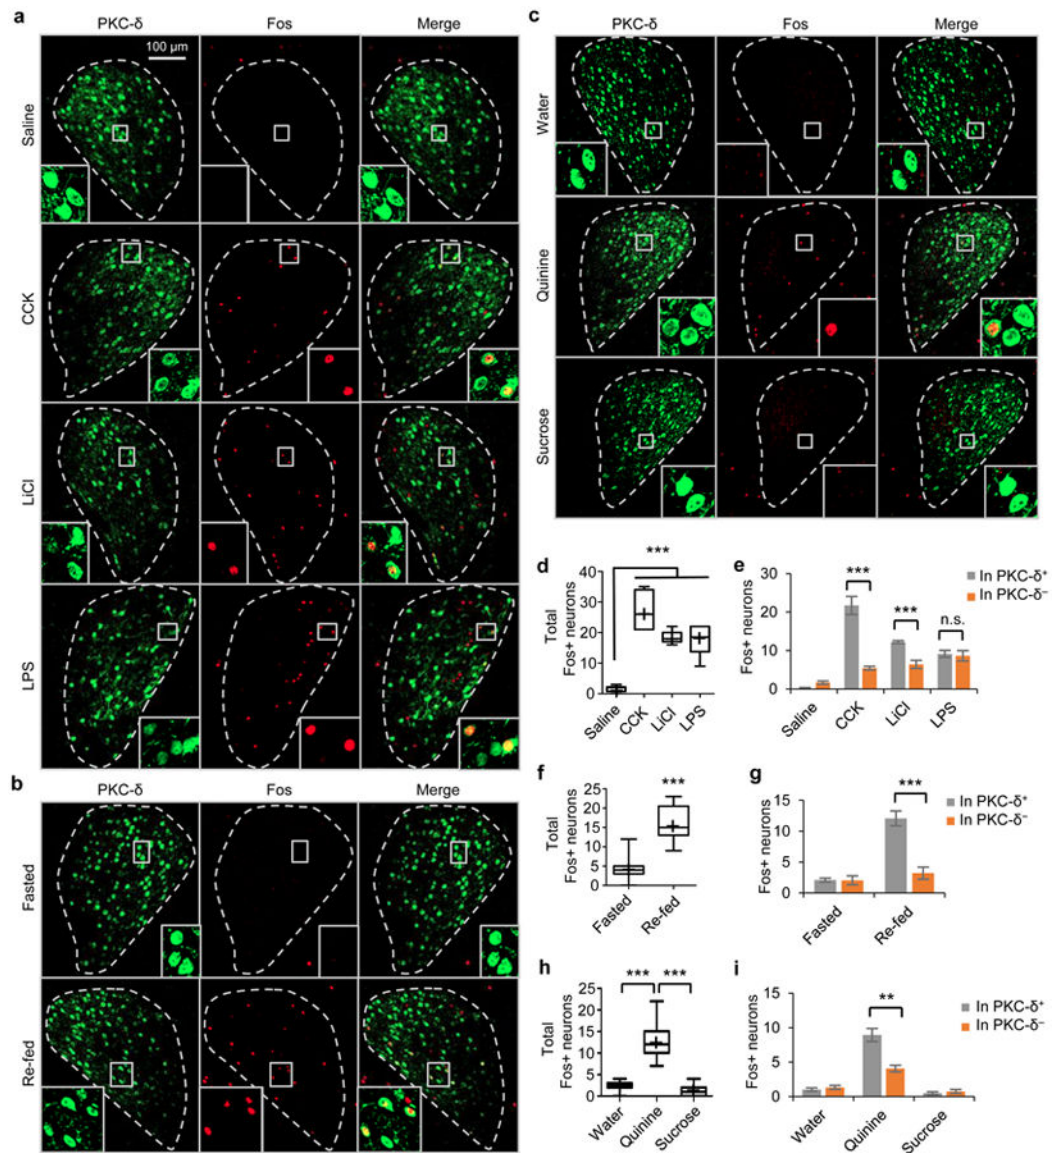 a
PKC-δ Fos Merge
100 µm
Saline
CCK
LiCl
LPS
b
PKC-δ Fos Merge
Fasted
Re-fed
c
PKC-δ Fos Merge
Water
Quinine
Sucrose
d
***
Total
Fos+ neurons
40
30
20
10
0
Saline CCK LiCl LPS
e
In PKC-δ⁺
In PKC-δ⁻
*** *** n.s.
Fos+ neurons
30
20
10
0
Saline CCK LiCl LPS
f
***
Total
Fos+ neurons
25
20
15
10
5
0
Fasted Re-fed
g
In PKC-δ⁺
In PKC-δ⁻
***
Fos+ neurons
15
10
5
0
Fasted Re-fed
h
*** ***
Total
Fos+ neurons
25
20
15
10
5
0
Water Quinine Sucrose
i
In PKC-δ⁺
In PKC-δ⁻
**
Fos+ neurons
15
10
5
0
Water Quinine Sucrose